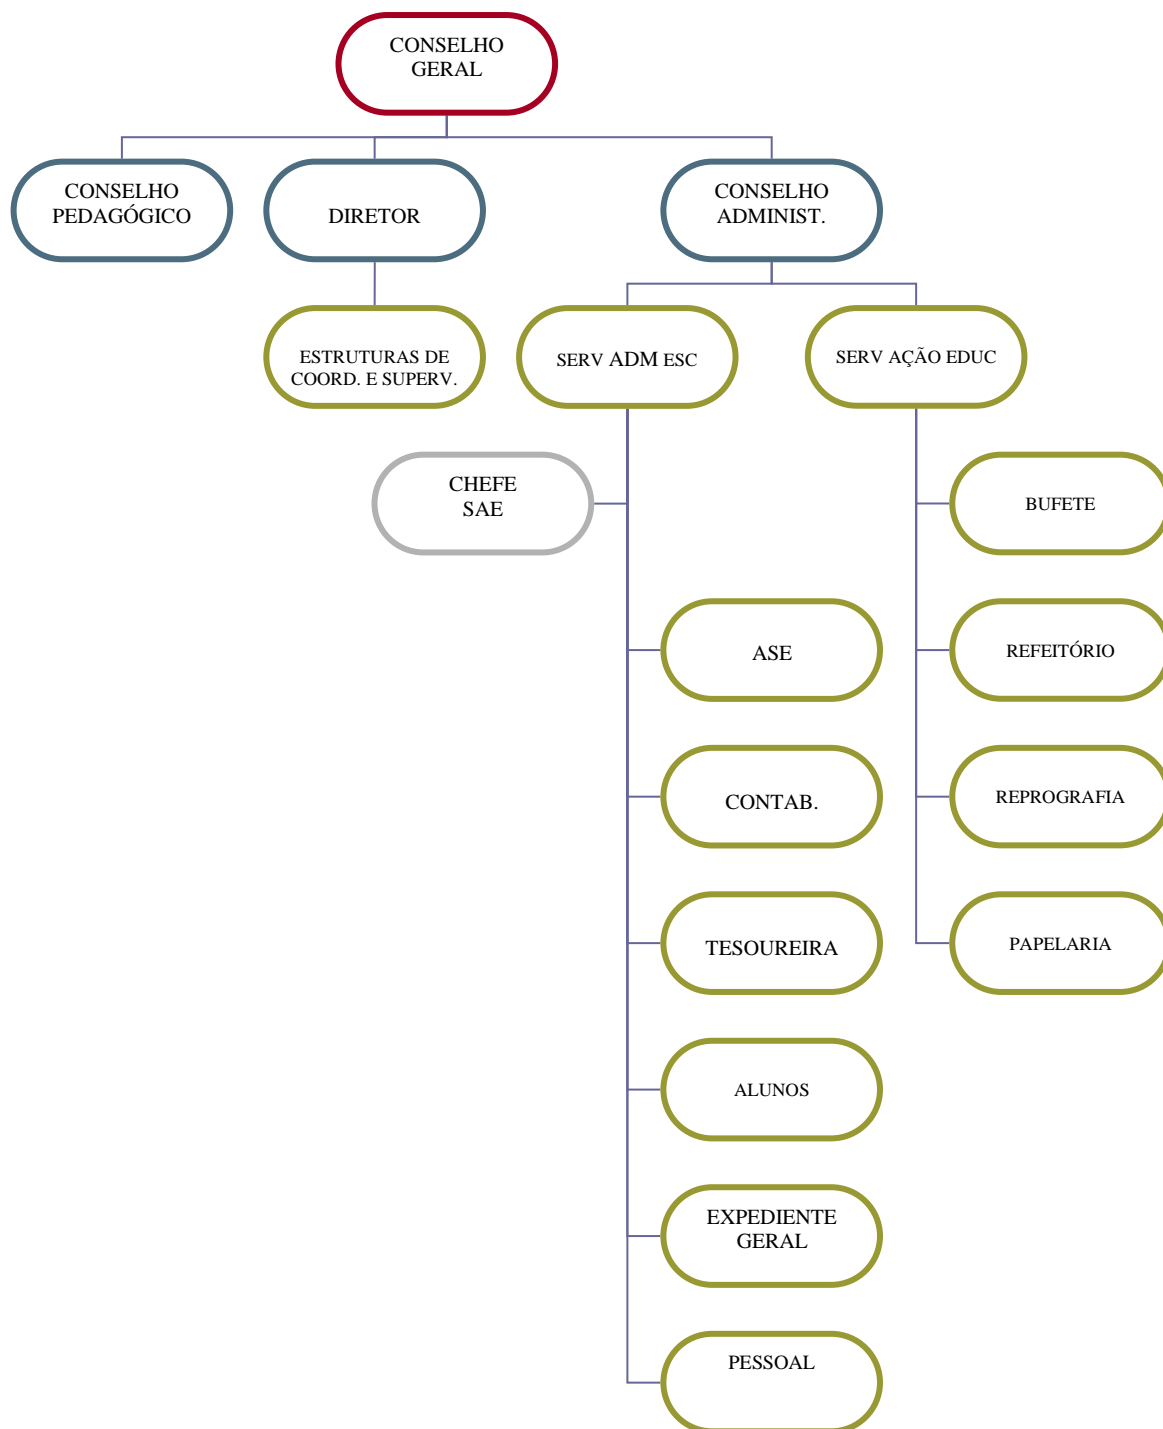 CONSELHO
GERAL
CONSELHO
PEDAGÓGICO
DIRETOR
CONSELHO
ADMINIST.
ESTRUTURAS DE
COORD. E SUPERV.
SERV ADM ESC
SERV AÇÃO EDUC
CHEFE
SAE
BUFETE
ASE
REFEITÓRIO
CONTAB.
REPROGRAFIA
TESOUREIRA
PAPELARIA
ALUNOS
EXPEDIENTE
GERAL
PESSOAL